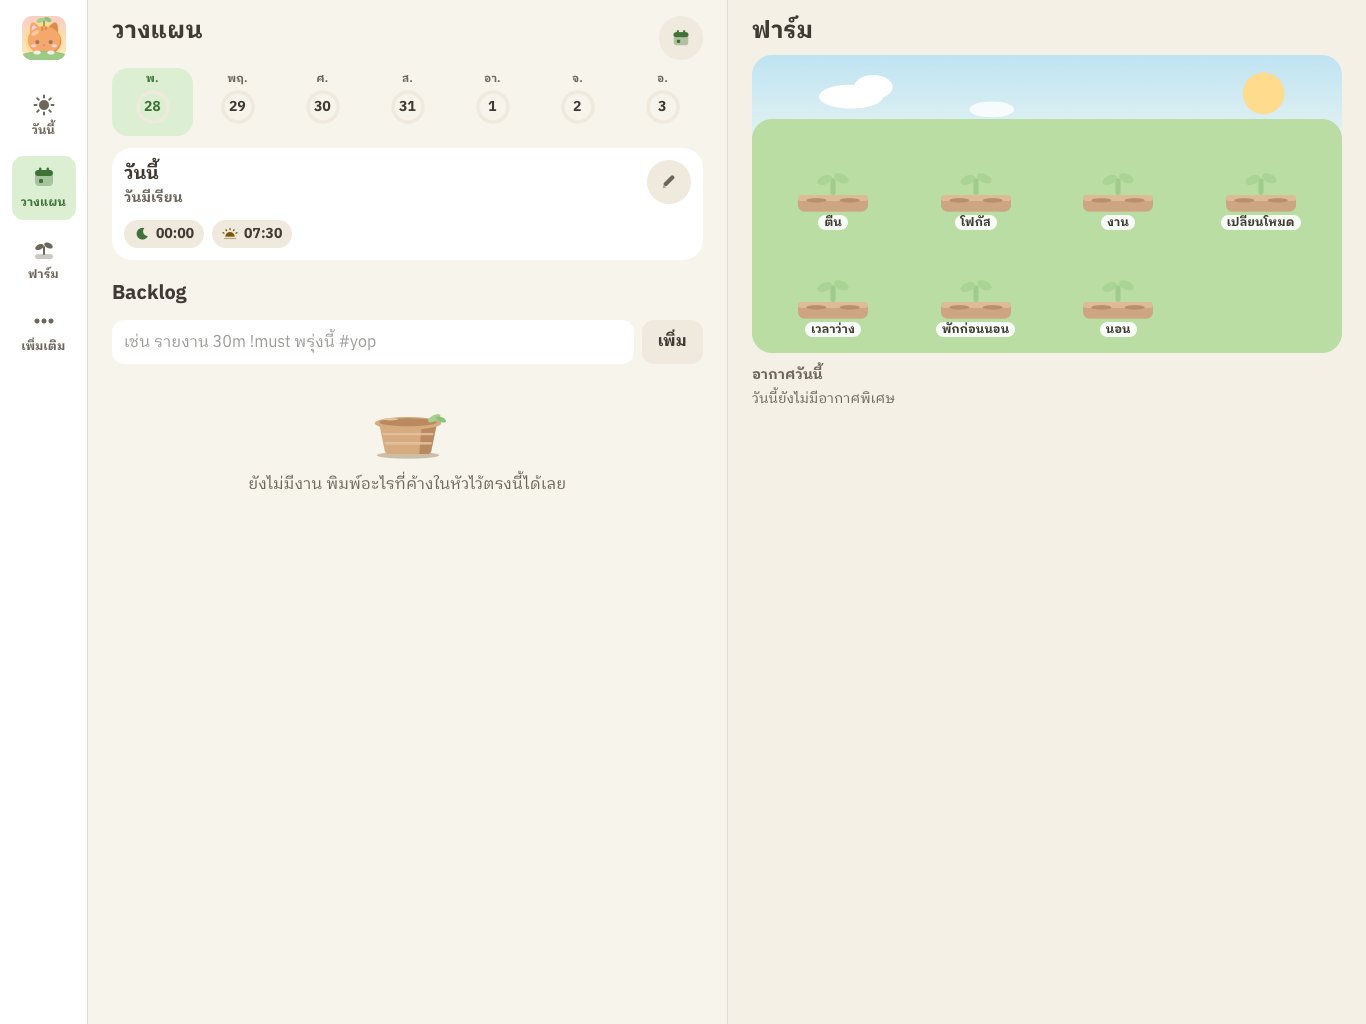 วันนี้
วางแผน
ฟาร์ม
เพิ่มเติม
วางแผน
พ. พฤ. ศ. ส. อา. จ. อ.
28 29 30 31 1 2 3
วันนี้
วันมีเรียน
00:00 07:30
Backlog
เช่น รายงาน 30m !must พรุ่งนี้ #yop
เพิ่ม
ยังไม่มีงาน พิมพ์อะไรที่ค้างในหัวไว้ตรงนี้ได้เลย
ฟาร์ม
ตื่น โฟกัส งาน เปลี่ยนโหมด
เวลาว่าง พักก่อนนอน นอน
อากาศวันนี้
วันนี้ยังไม่มีอากาศพิเศษ